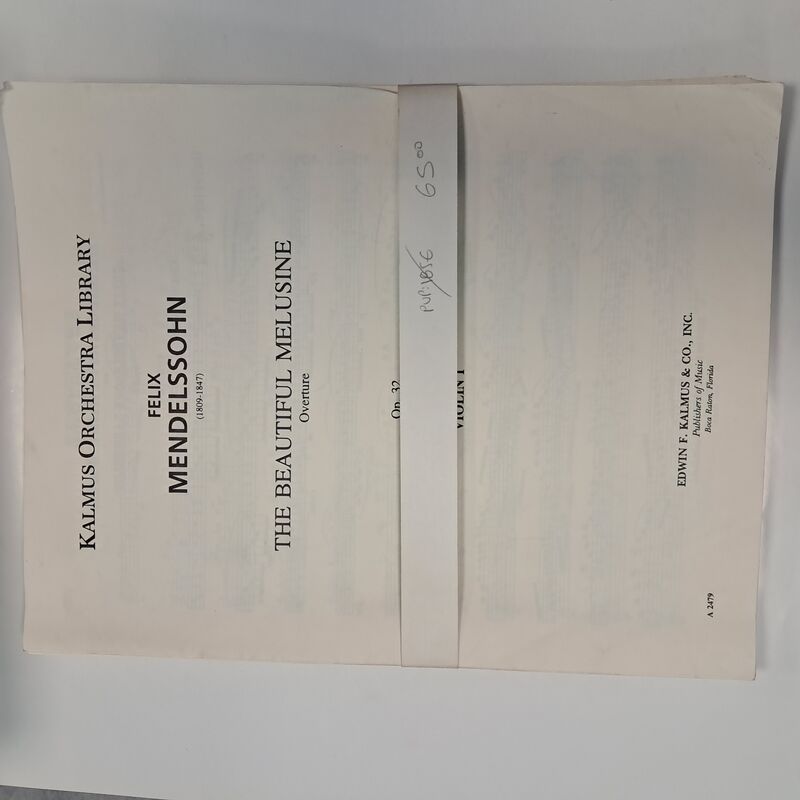 KALMUS ORCHESTRA LIBRARY
FELIX
MENDELSSOHN
(1809-1847)
THE BEAUTIFUL MELUSINE
Overture
Op. 32
VIOLIN I
65.00
EDWIN F. KALMUS & CO., INC.
Publishers of Music
Boca Raton, Florida
A 2479